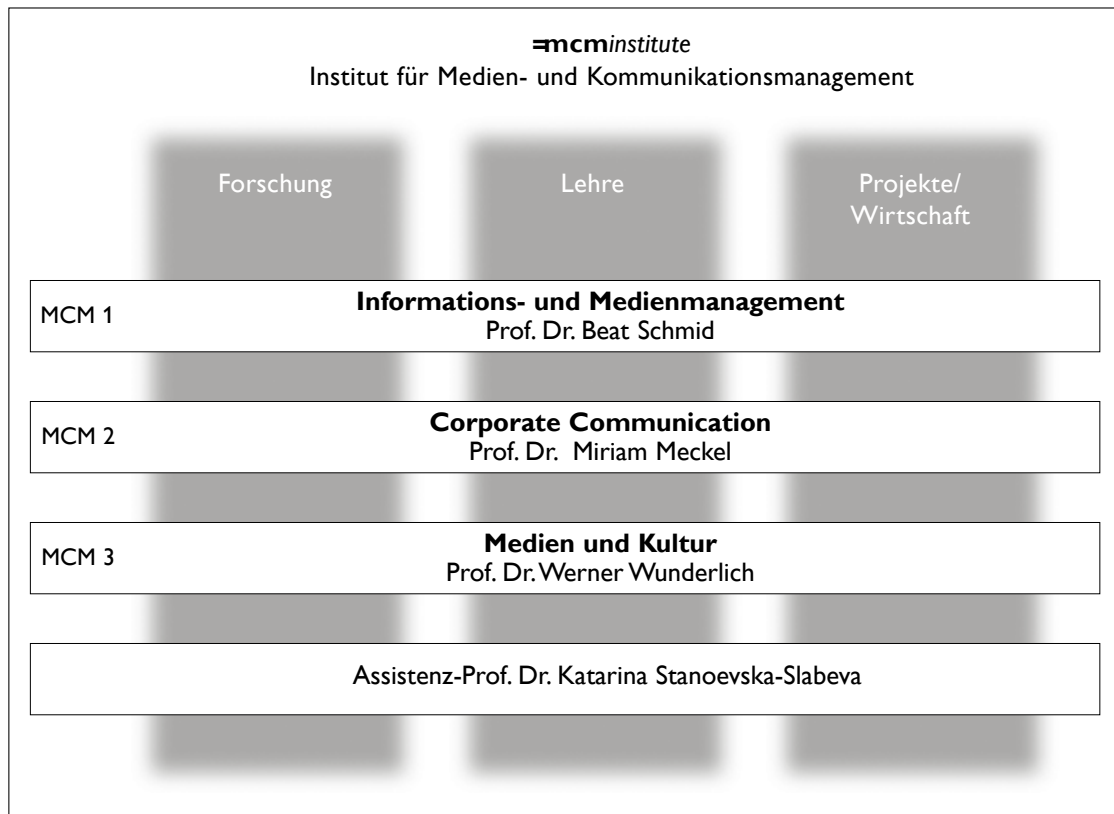 =mcminstitute
Institut für Medien- und Kommunikationsmanagement
Forschung
Lehre
Projekte/
Wirtschaft
MCM 1
Informations- und Medienmanagement
Prof. Dr. Beat Schmid
MCM 2
Corporate Communication
Prof. Dr. Miriam Meckel
MCM 3
Medien und Kultur
Prof. Dr. Werner Wunderlich
Assistenz-Prof. Dr. Katarina Stanoevska-Slabeva